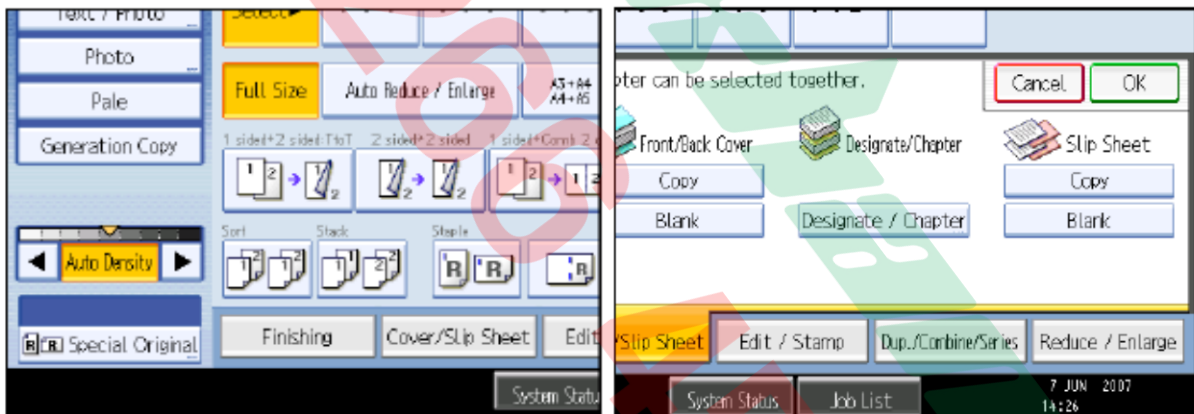 Text / Photo
Photo
Pale
Generation Copy
Auto Density
Special Original
Select▶
Full Size
Auto Reduce / Enlarge
A3→A4
A4→A5
1 sided→2 sided:TtoT
2 sided→2 sided
1 sided→Comb 2
Sort
Stack
Staple
Finishing
Cover/Slip Sheet
Edit
System Statu
pter can be selected together.
Cancel
OK
Front/Back Cover
Designate/Chapter
Slip Sheet
Copy
Copy
Blank
Designate / Chapter
Blank
/Slip Sheet
Edit / Stamp
Dup./Combine/Series
Reduce / Enlarge
System Status
Job List
7 JUN 2007
14:26